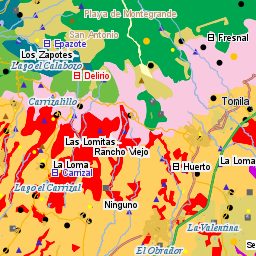 Playa de Montegrande
San Antonio
El Fresnal
El Epazote
Los Zapotes
Lago el Calabozo
El Delirio
Carrizalillo
Tomila
Las Lomitas
Rancho Viejo
La Loma
El Carrizal
El Huerto
La Loma
Lago el Carrizal
Ninguno
La Valentina
El Obrador
Se